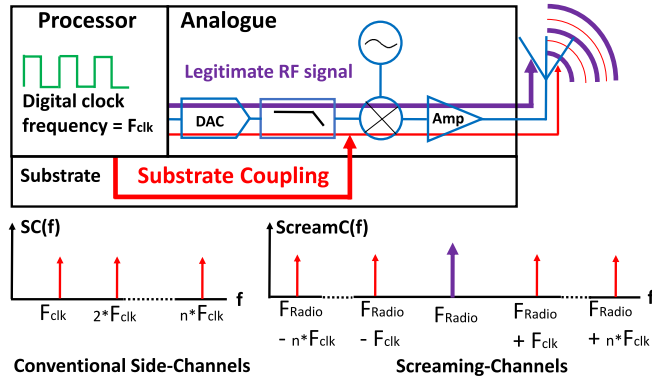 Processor
Analogue
Legitimate RF signal
Digital clock
frequency = Fclk
DAC
Amp
Substrate
Substrate Coupling
SC(f)
f
Fclk
2*Fclk
n*Fclk
Conventional Side-Channels
ScreamC(f)
f
FRadio
- n*Fclk
FRadio
- Fclk
FRadio
FRadio
+ Fclk
FRadio
+ n*Fclk
Screaming-Channels